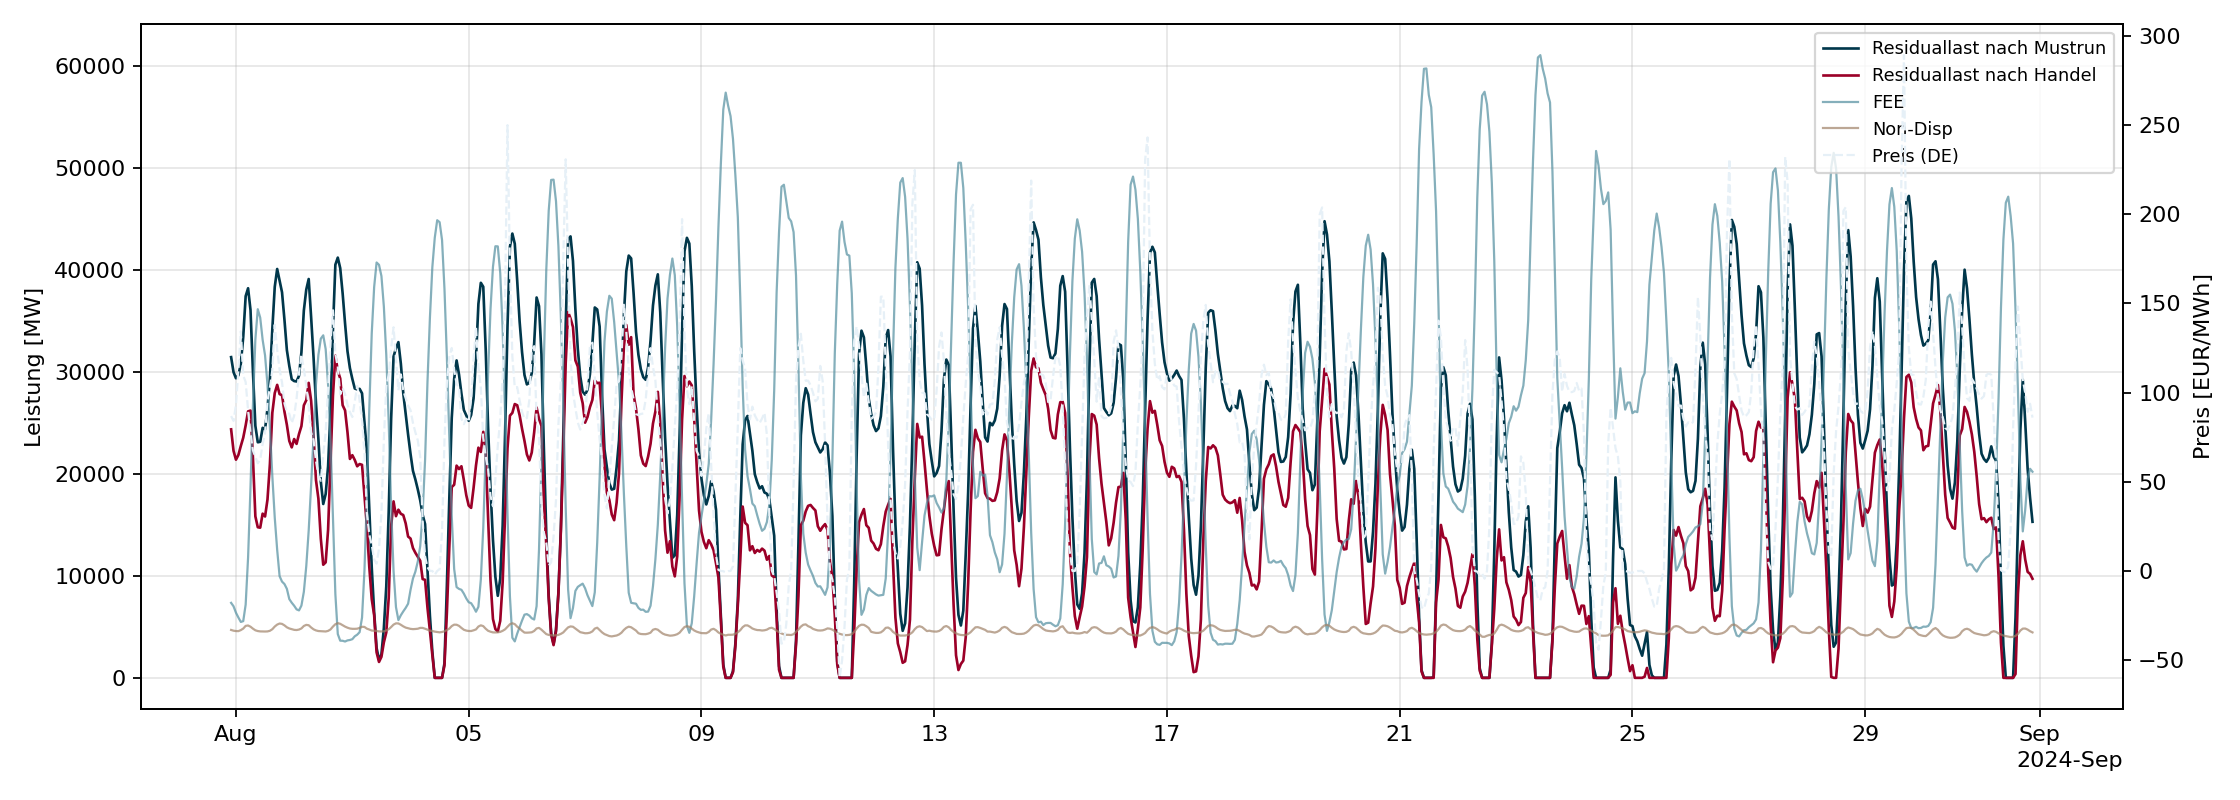 Leistung [MW]
60000
50000
40000
30000
20000
10000
0
Residuallast nach Mustrun
Residuallast nach Handel
FEE
Non-Disp
Preis (DE)
300
250
200
150
100
50
0
−50
Preis [EUR/MWh]
Aug 05 09 13 17 21 25 29 Sep
2024-Sep